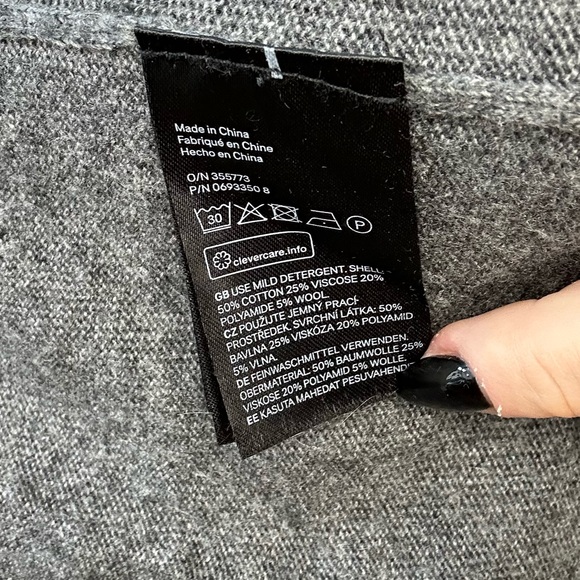 Made in China
Fabriqué en Chine
Hecho en China
O/N 355773
P/N 0693350 8
30 P
clevercare.info
GB USE MILD DETERGENT. SHELL:
50% COTTON 25% VISCOSE 20%
POLYAMIDE 5% WOOL.
CZ POUŽIJTE JEMNÝ PRACÍ
PROSTŘEDEK. SVRCHNÍ LÁTKA: 50%
BAVLNA 25% VISKÓZA 20% POLYAMID
5% VLNA.
DE FEINWASCHMITTEL VERWENDEN.
OBERMATERIAL: 50% BAUMWOLLE 25%
VISKOSE 20% POLYAMID 5% WOLLE.
EE KASUTA MAHEDAT PESUVAHENDIT